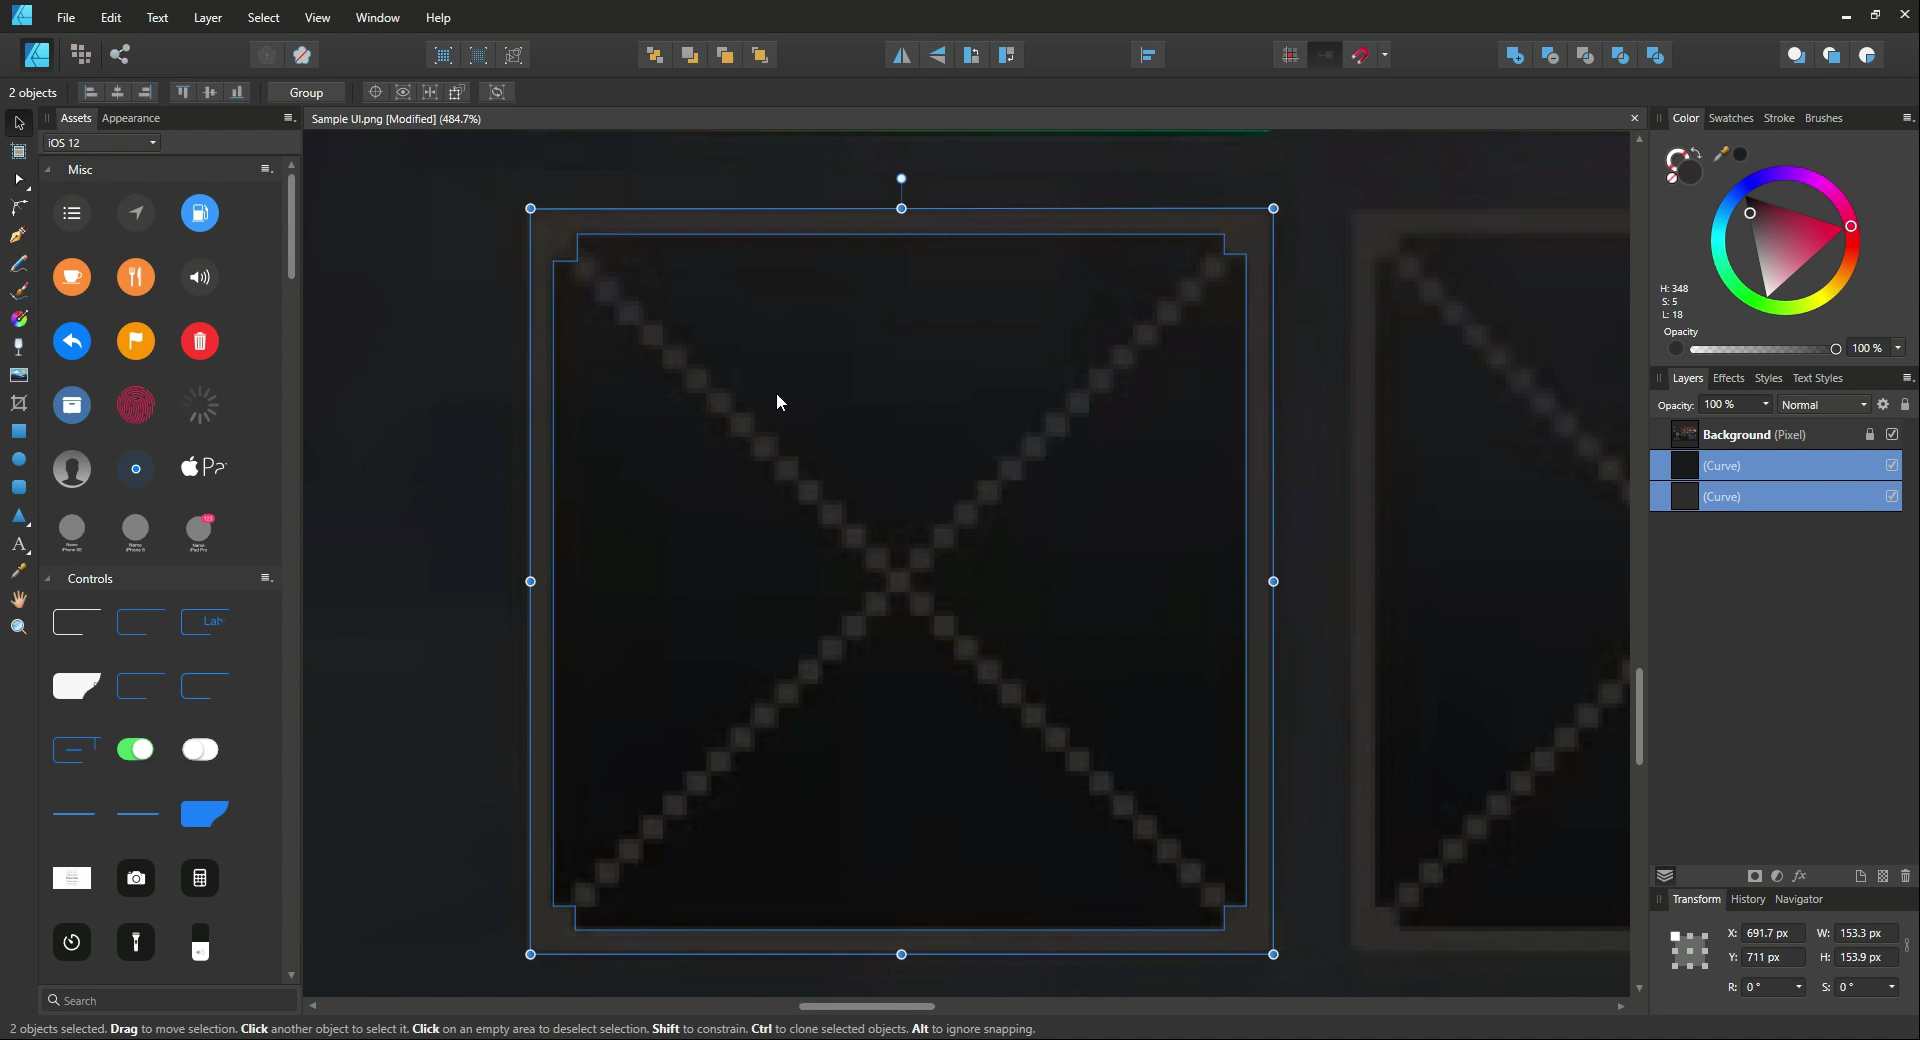 File Edit Text Layer Select View Window Help
2 objects Group
Assets Appearance
iOS 12
Misc
Controls
Search
Sample UI.png [Modified] (484.7%)
Color Swatches Stroke Brushes
H: 348
S: 5
L: 18
Opacity
100 %
Layers Effects Styles Text Styles
Opacity: 100 % Normal
Background (Pixel)
(Curve)
(Curve)
Transform History Navigator
X: 691.7 px W: 153.3 px
Y: 711 px H: 153.9 px
R: 0° S: 0°
2 objects selected. Drag to move selection. Click another object to select it. Click on an empty area to deselect selection. Shift to constrain. Ctrl to clone selected objects. Alt to ignore snapping.